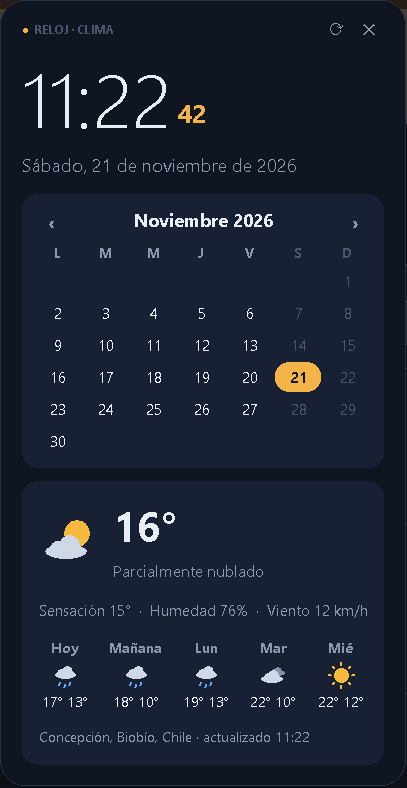 RELOJ · CLIMA
11:22 42
Sábado, 21 de noviembre de 2026
‹ Noviembre 2026 ›
L M M J V S D
1
2 3 4 5 6 7 8
9 10 11 12 13 14 15
16 17 18 19 20 21 22
23 24 25 26 27 28 29
30
16°
Parcialmente nublado
Sensación 15° · Humedad 76% · Viento 12 km/h
Hoy Mañana Lun Mar Mié
17° 13° 18° 10° 19° 13° 22° 10° 22° 12°
Concepción, Biobío, Chile · actualizado 11:22